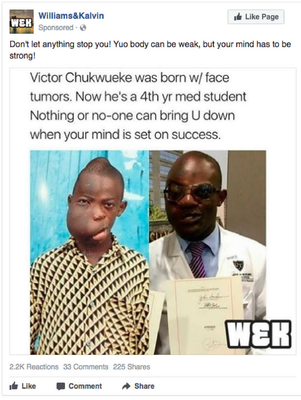 Williams&Kalvin
Sponsored ·
Like Page
Don't let anything stop you! Yuo body can be weak, but your mind has to be
strong!
Victor Chukwueke was born w/ face
tumors. Now he's a 4th yr med student
Nothing or no-one can bring U down
when your mind is set on success.
W&K
2.2K Reactions 33 Comments 225 Shares
Like Comment Share